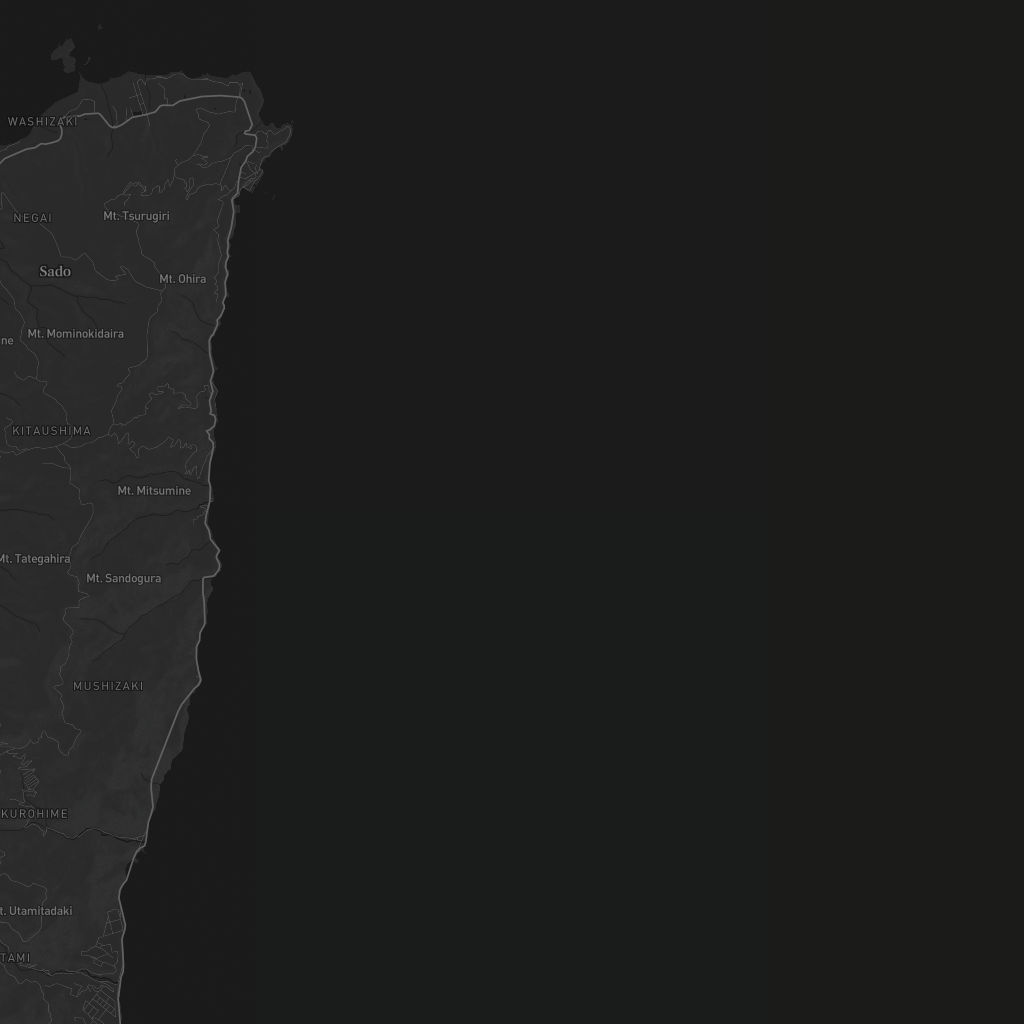 WASHIZAKI
NEGAI
Mt. Tsurugiri
Sado
Mt. Ohira
Mt. Mominokidaira
ne
KITAUSHIMA
Mt. Mitsumine
Mt. Tategahira
Mt. Sandogura
MUSHIZAKI
KUROHIME
t. Utamitadaki
TAMI